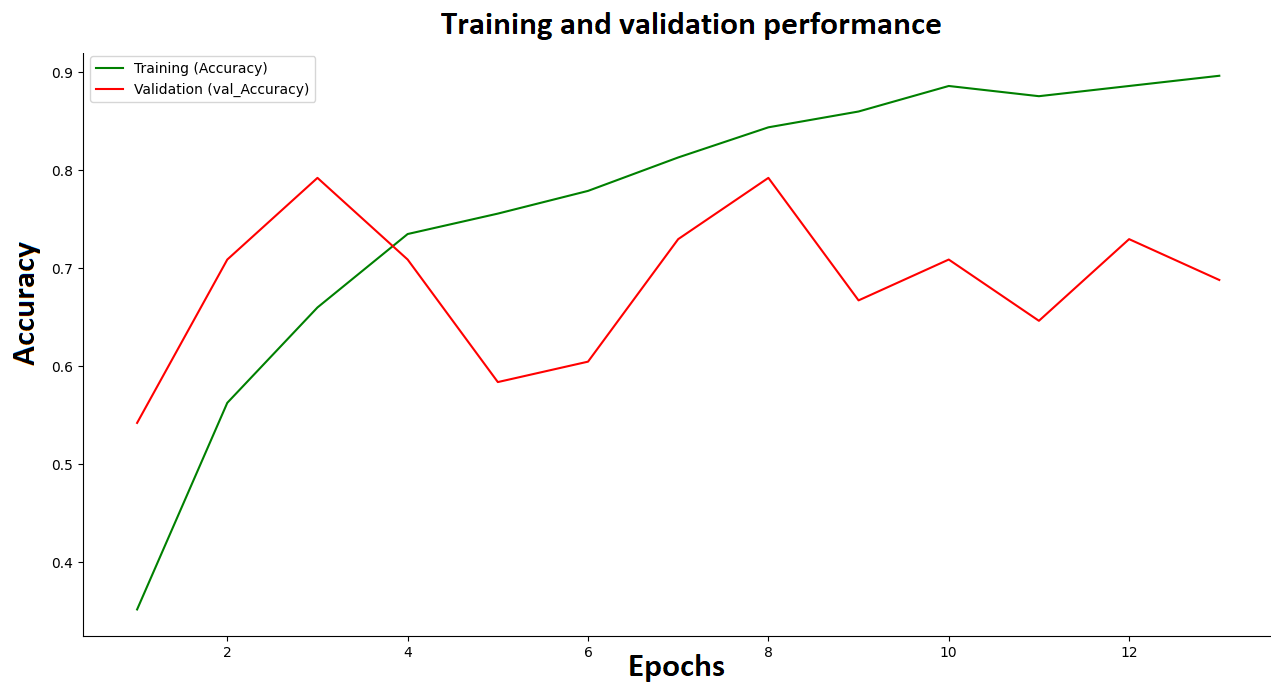 Training and validation performance
Training (Accuracy)
Validation (val_Accuracy)
Accuracy
0.9
0.8
0.7
0.6
0.5
0.4
2 4 6 8 10 12
Epochs